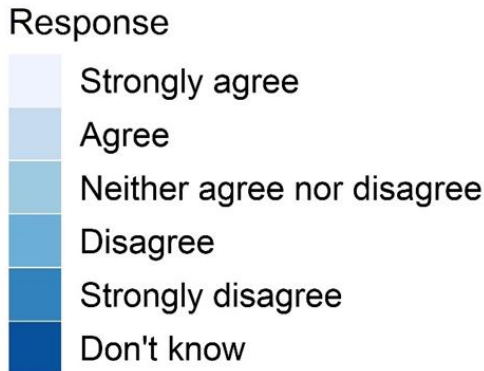 Response
Strongly agree
Agree
Neither agree nor disagree
Disagree
Strongly disagree
Don't know